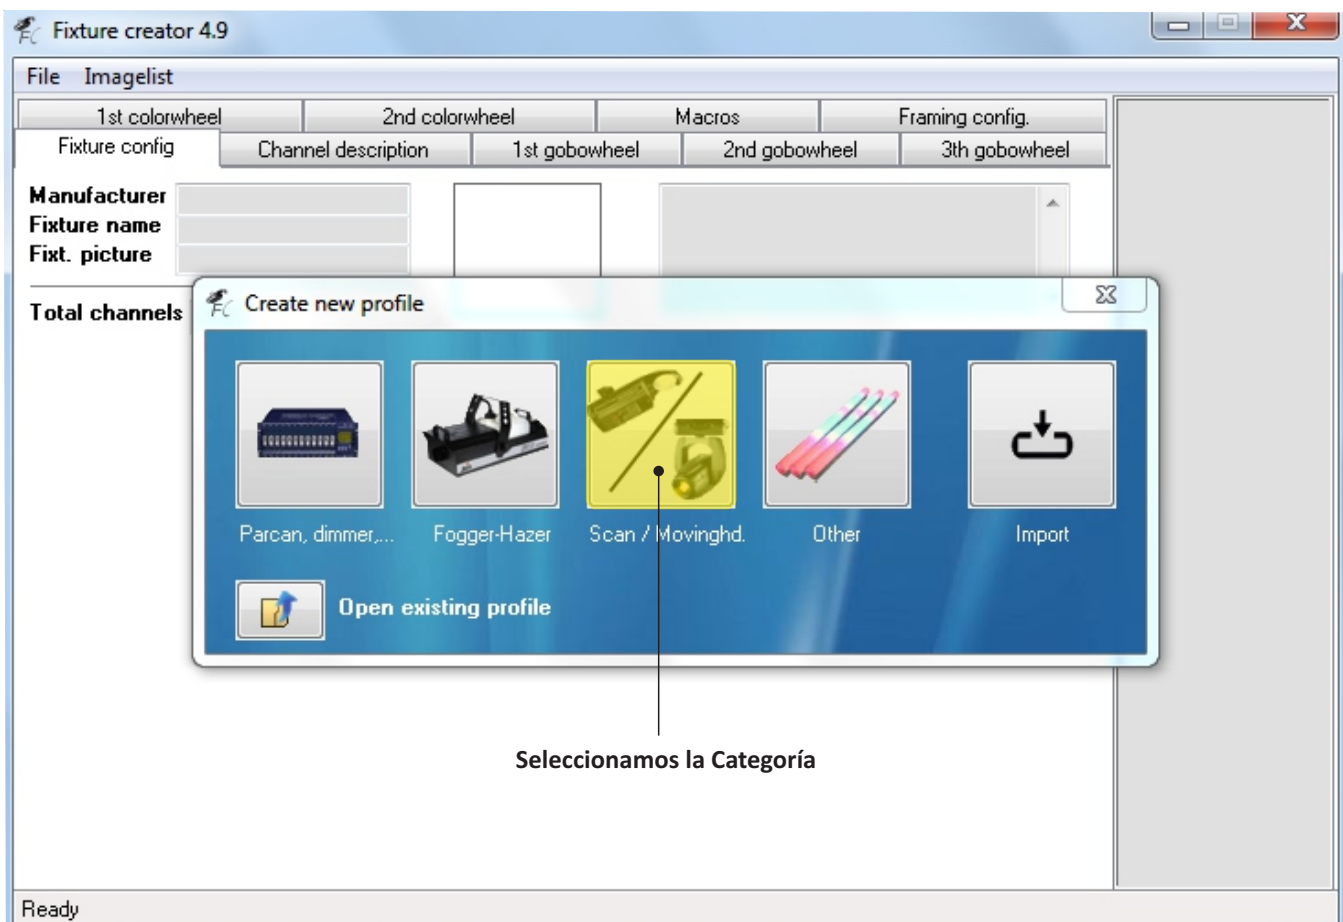 Fixture creator 4.9
File Imagelist
1st colorwheel 2nd colorwheel Macros Framing config.
Fixture config Channel description 1st gobowheel 2nd gobowheel 3th gobowheel
Manufacturer
Fixture name
Fixt. picture
Total channels
Create new profile
Parcan, dimmer,... Fogger-Hazer Scan / Movinghd. Other Import
Open existing profile
Seleccionamos la Categoría
Ready